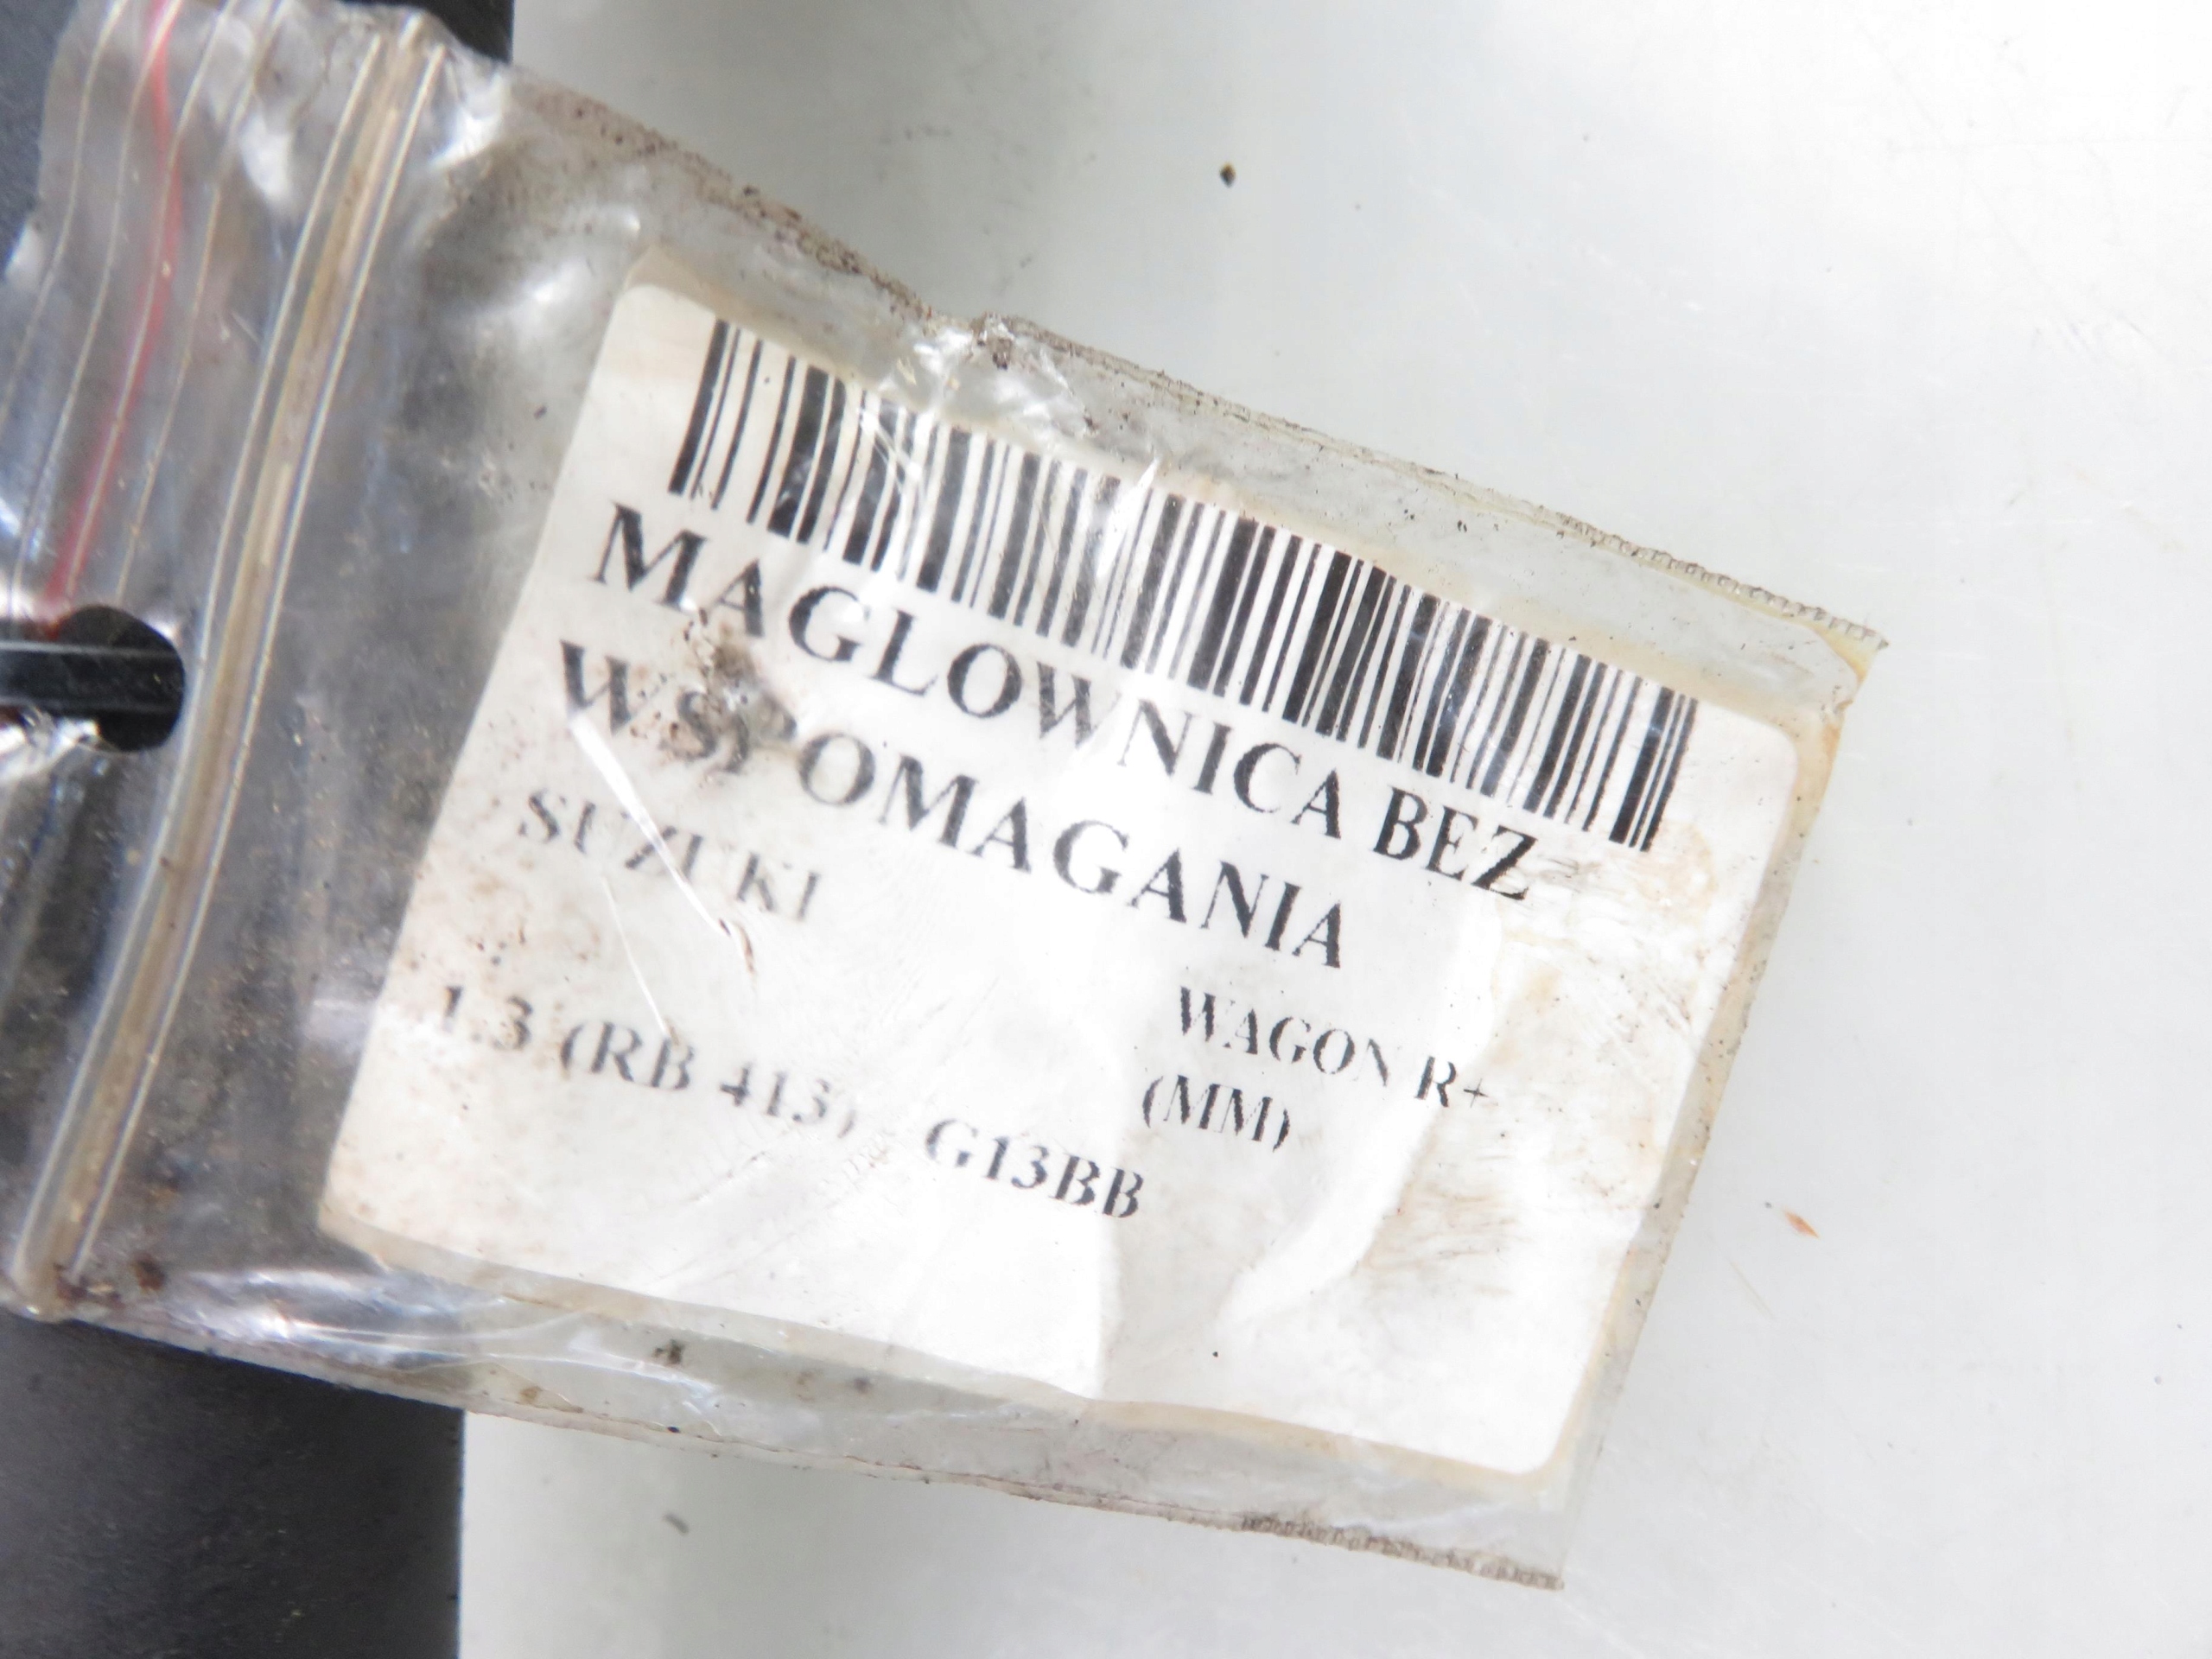 MAGLOWNICA BEZ
WSPOMAGANIA
SUZUKI
WAGON R+
(MM)
1.3 (RB 413) G13BB